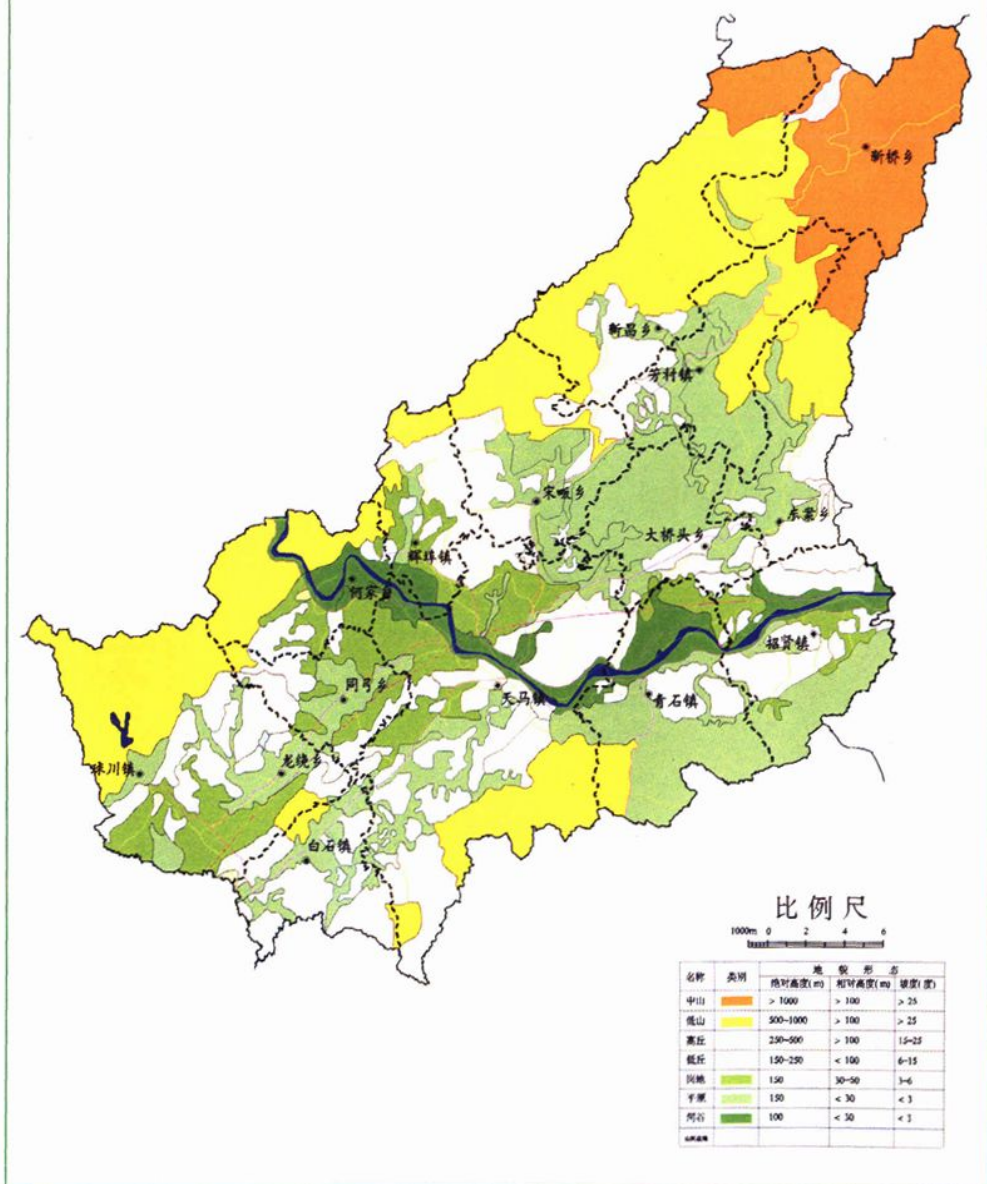 新桥乡
新昌乡
芳村镇
宋畈乡
东案乡
大桥头乡
辉埠镇
何家乡
招贤镇
同弓乡
天马镇
青石镇
球川镇
龙绕乡
白石镇
比例尺
1000m 0 2 4 6
名称 类别 地貌形态
绝对高度(m) 相对高度(m) 坡度(度)
中山 > 1000 > 100 > 25
低山 500-1000 > 100 > 25
高丘 250-500 > 100 15-25
低丘 150-250 < 100 6-15
岗地 150 30-50 3-6
平原 150 < 30 < 3
河谷 100 < 30 < 3